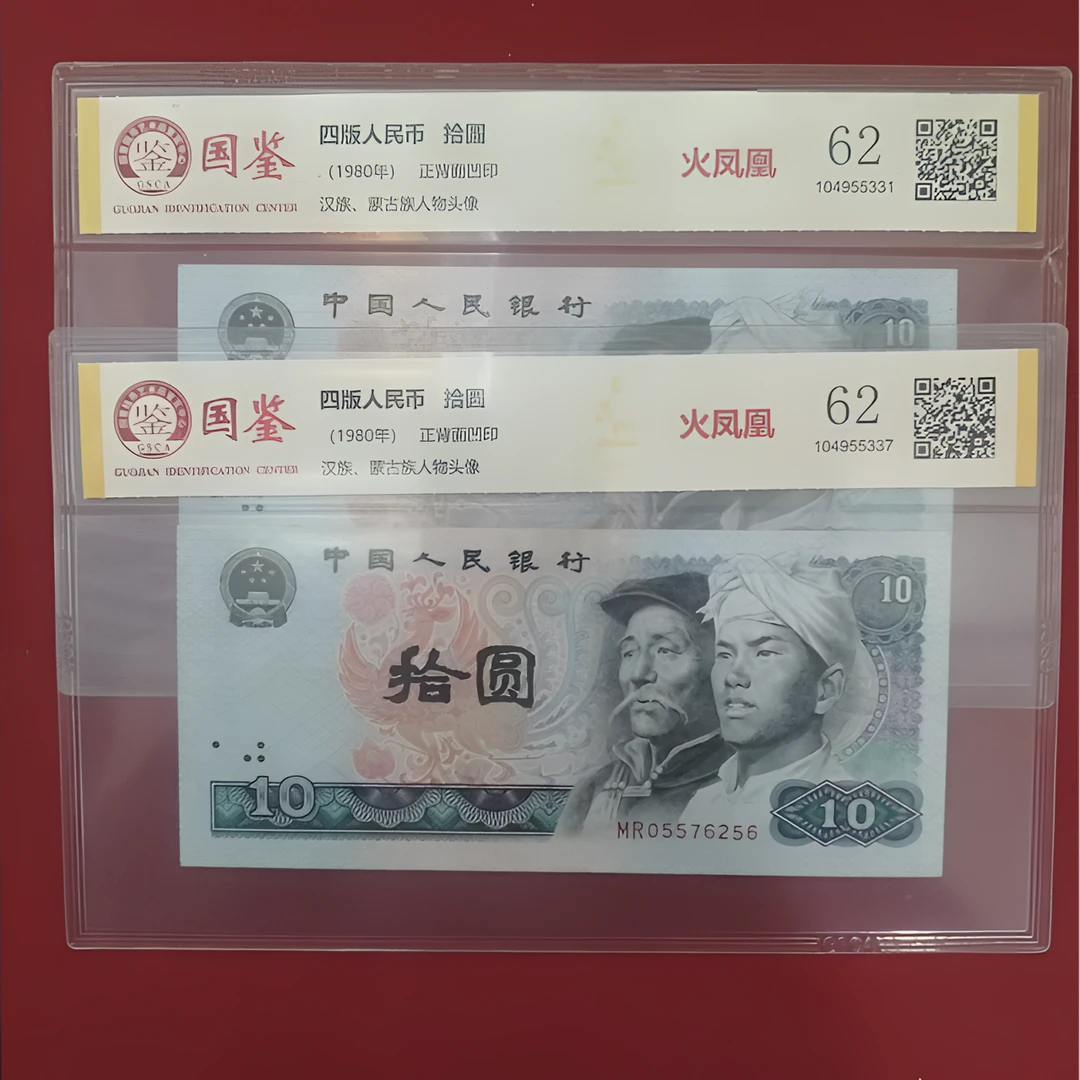 国鉴
GSCA
GUOJIAN IDENTIFICATION CENTER
四版人民币 拾圆
(1980年) 正背面凹印
汉族、蒙古族人物头像
火凤凰
62
104955331
中国人民银行
10
国鉴
GSCA
GUOJIAN IDENTIFICATION CENTER
四版人民币 拾圆
(1980年) 正背面凹印
汉族、蒙古族人物头像
火凤凰
62
104955337
中国人民银行
10
拾圆
10
MR05576256
10